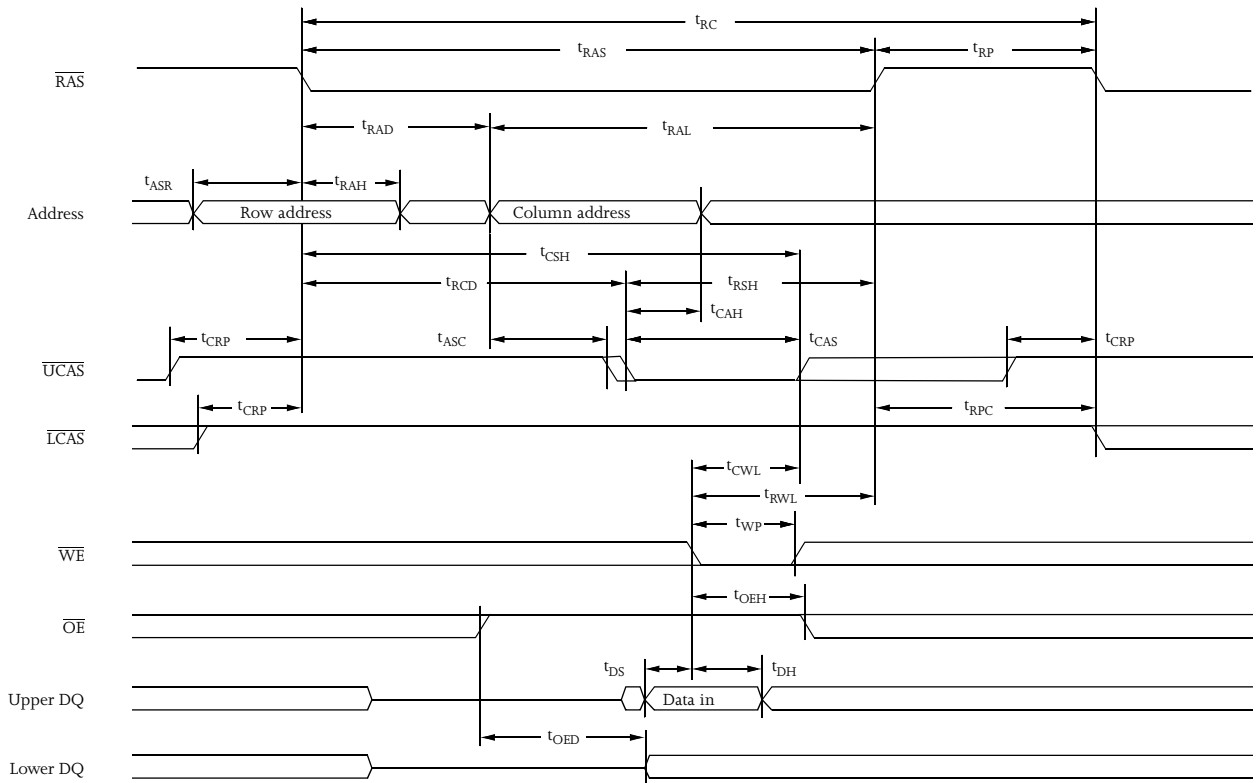 tRC
tRAS tRP
RAS
tRAD tRAL
tASR tRAH
Address Row address Column address
tCSH
tRCD tRSH
tCAH
tCRP tASC tCAS tCRP
UCAS
tCRP tRPC
LCAS
tCWL
tRWL
tWP
WE
tOEH
OE
tDS tDH
Upper DQ Data in
tOED
Lower DQ